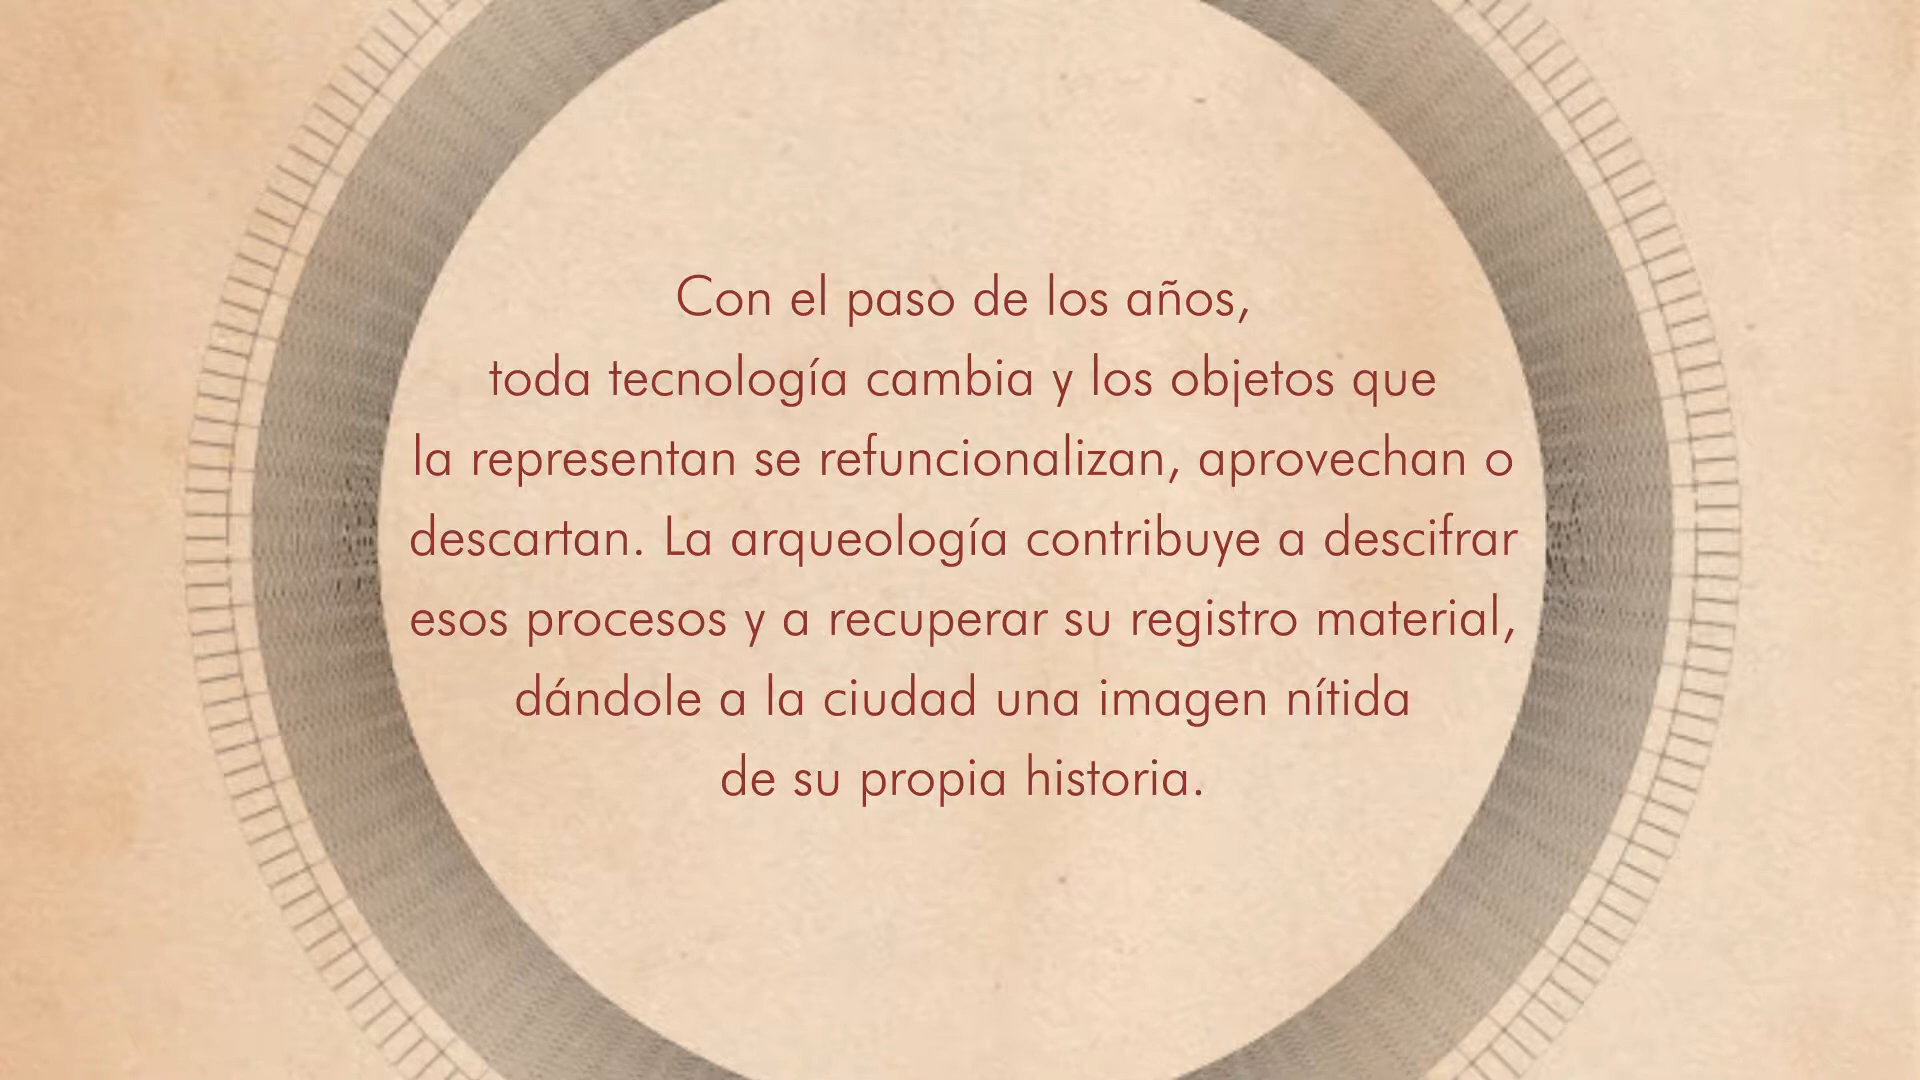 Con el paso de los años,
toda tecnología cambia y los objetos que
la representan se refuncionalizan, aprovechan o
descartan. La arqueología contribuye a descifrar
esos procesos y a recuperar su registro material,
dándole a la ciudad una imagen nítida
de su propia historia.